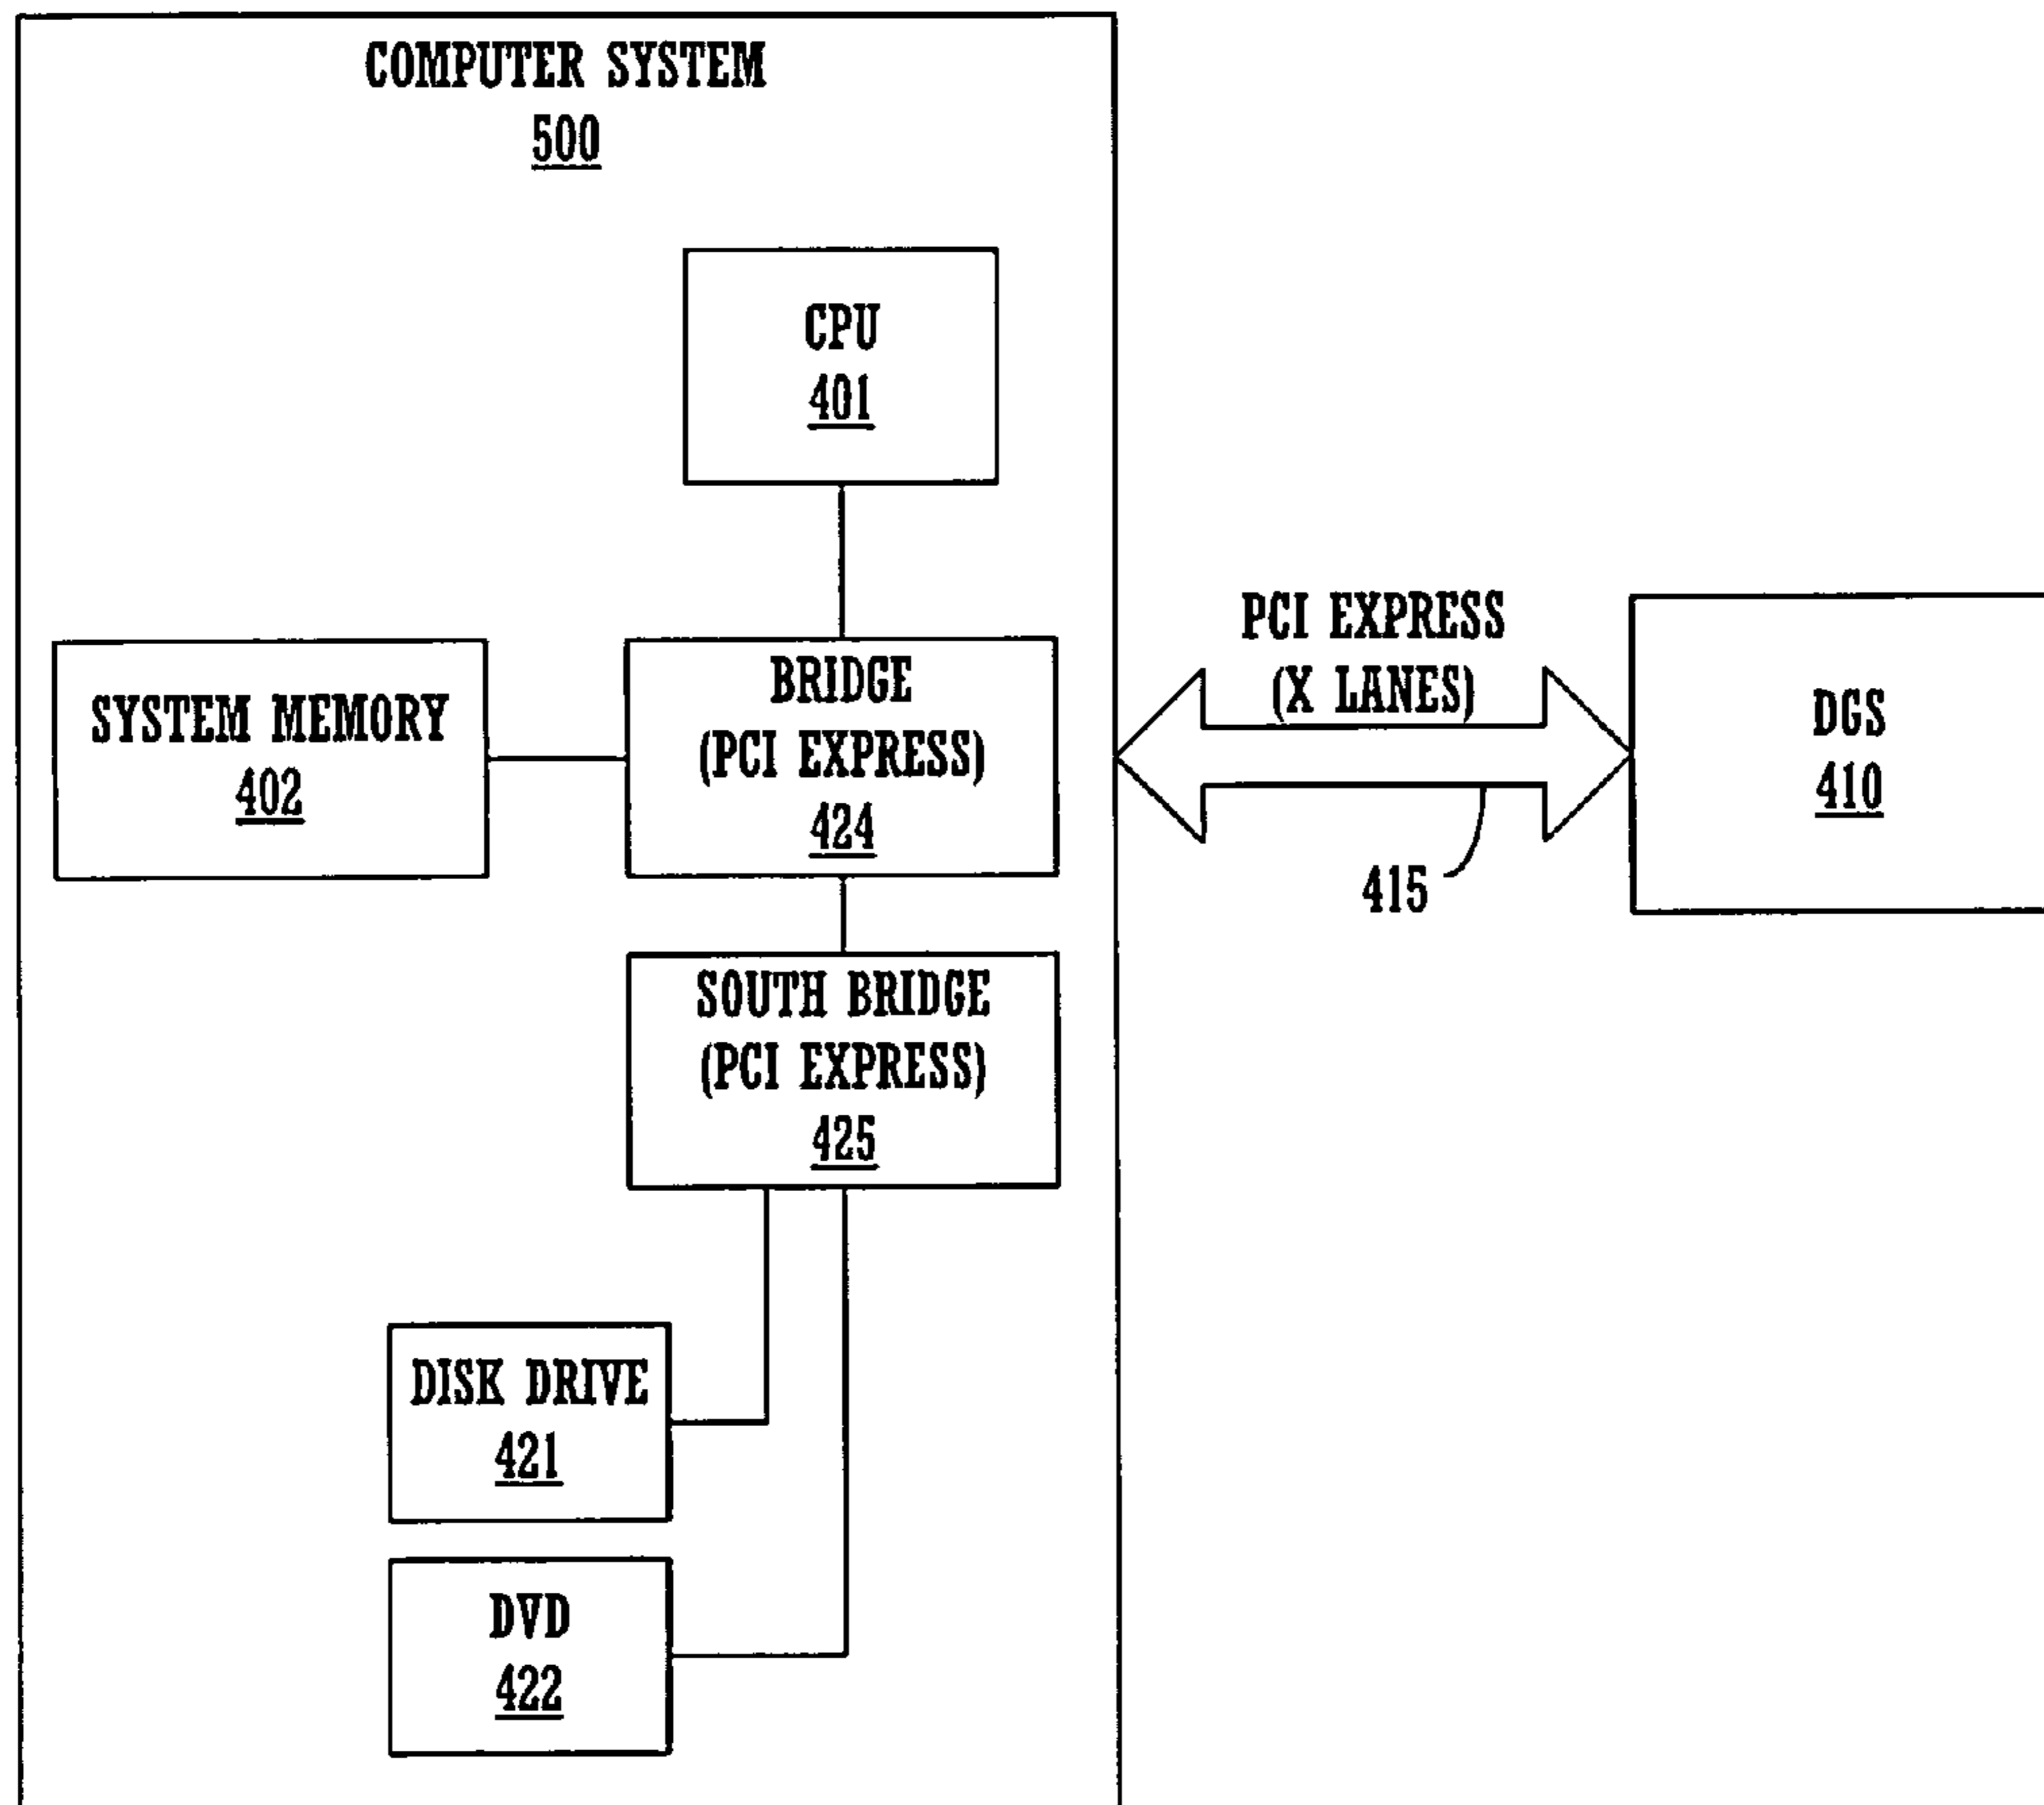 COMPUTER SYSTEM
500
CPU
401
SYSTEM MEMORY
402
BRIDGE
(PCI EXPRESS)
424
PCI EXPRESS
(X LANES)
415
DGS
410
SOUTH BRIDGE
(PCI EXPRESS)
425
DISK DRIVE
421
DVD
422